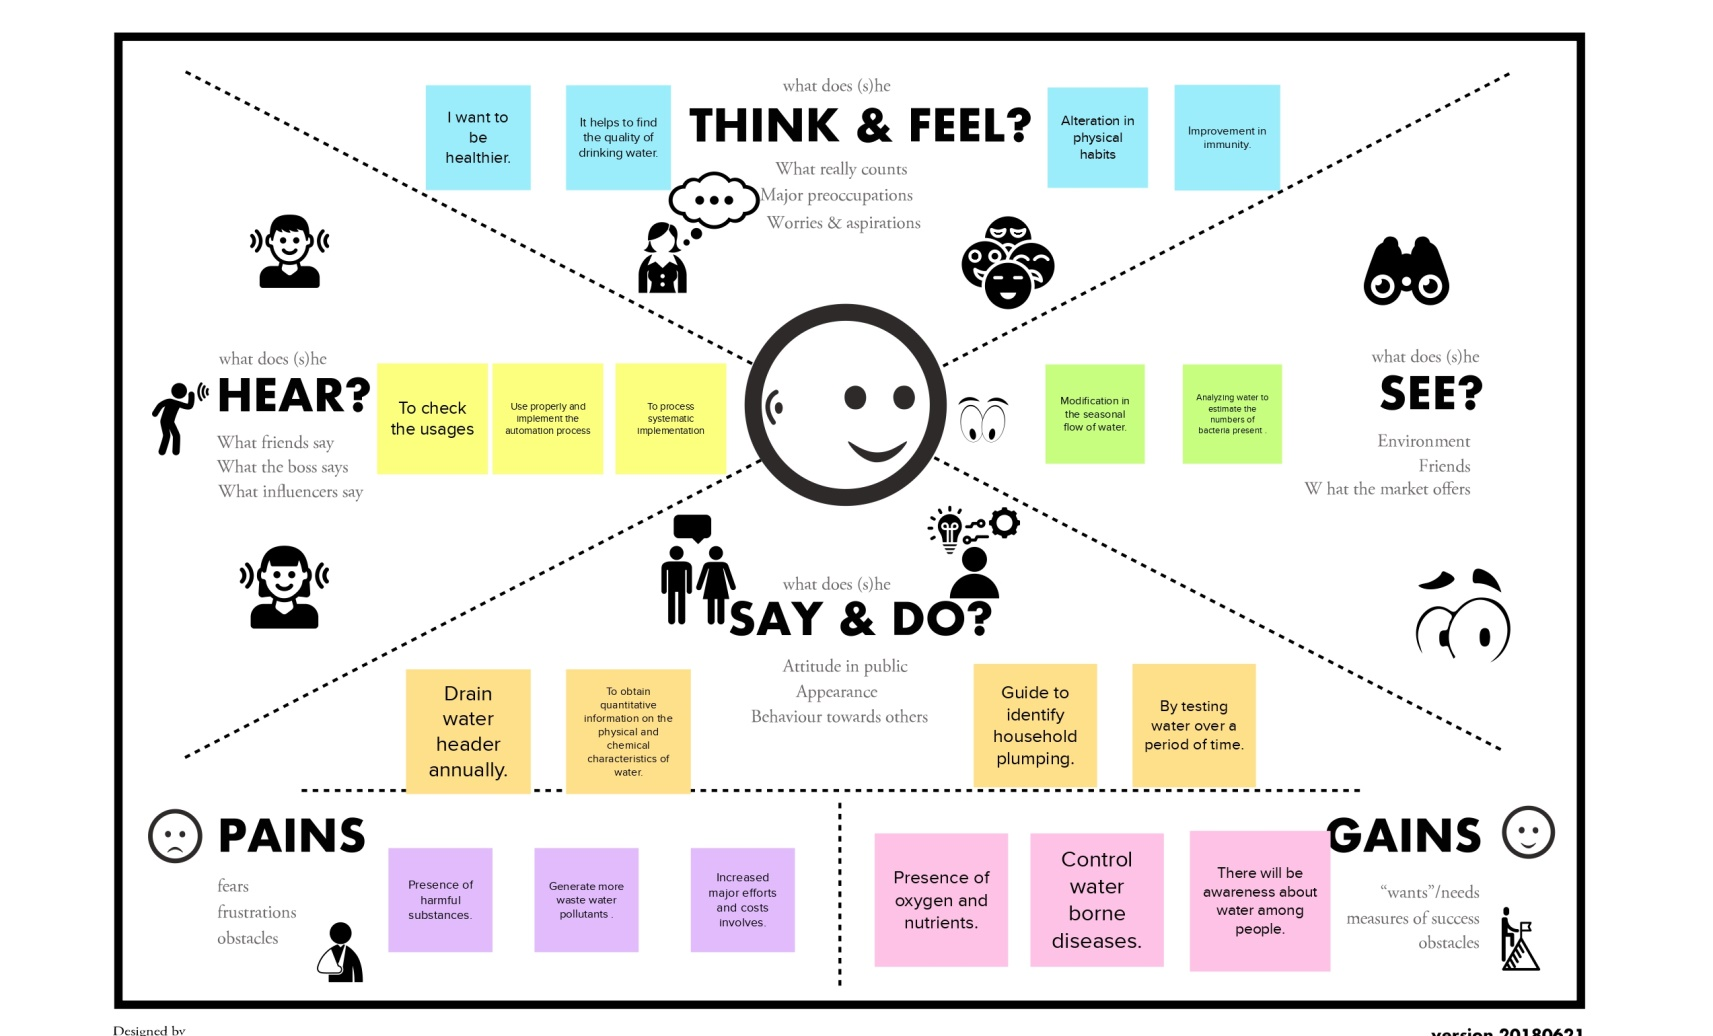 what does (s)he
THINK & FEEL?
What really counts
Major preoccupations
Worries & aspirations
I want to
be
healthier.
It helps to find
the quality of
drinking water.
Alteration in
physical
habits
Improvement in
immunity.
what does (s)he
HEAR?
What friends say
What the boss says
What influencers say
To check
the usages
Use properly and
implement the
automation process
To process
systematic
implementation
Modification in
the seasonal
flow of water.
Analyzing water to
estimate the
numbers of
bacteria present .
what does (s)he
SEE?
Environment
Friends
W hat the market offers
what does (s)he
SAY & DO?
Attitude in public
Appearance
Behaviour towards others
Drain
water
header
annually.
To obtain
quantitative
information on the
physical and
chemical
characteristics of
water.
Guide to
identify
household
plumping.
By testing
water over a
period of time.
PAINS
fears
frustrations
obstacles
Presence of
harmful
substances.
Generate more
waste water
pollutants .
Increased
major efforts
and costs
involves.
Presence of
oxygen and
nutrients.
Control
water
borne
diseases.
There will be
awareness about
water among
people.
GAINS
“wants”/needs
measures of success
obstacles
Designed by
version 20180621